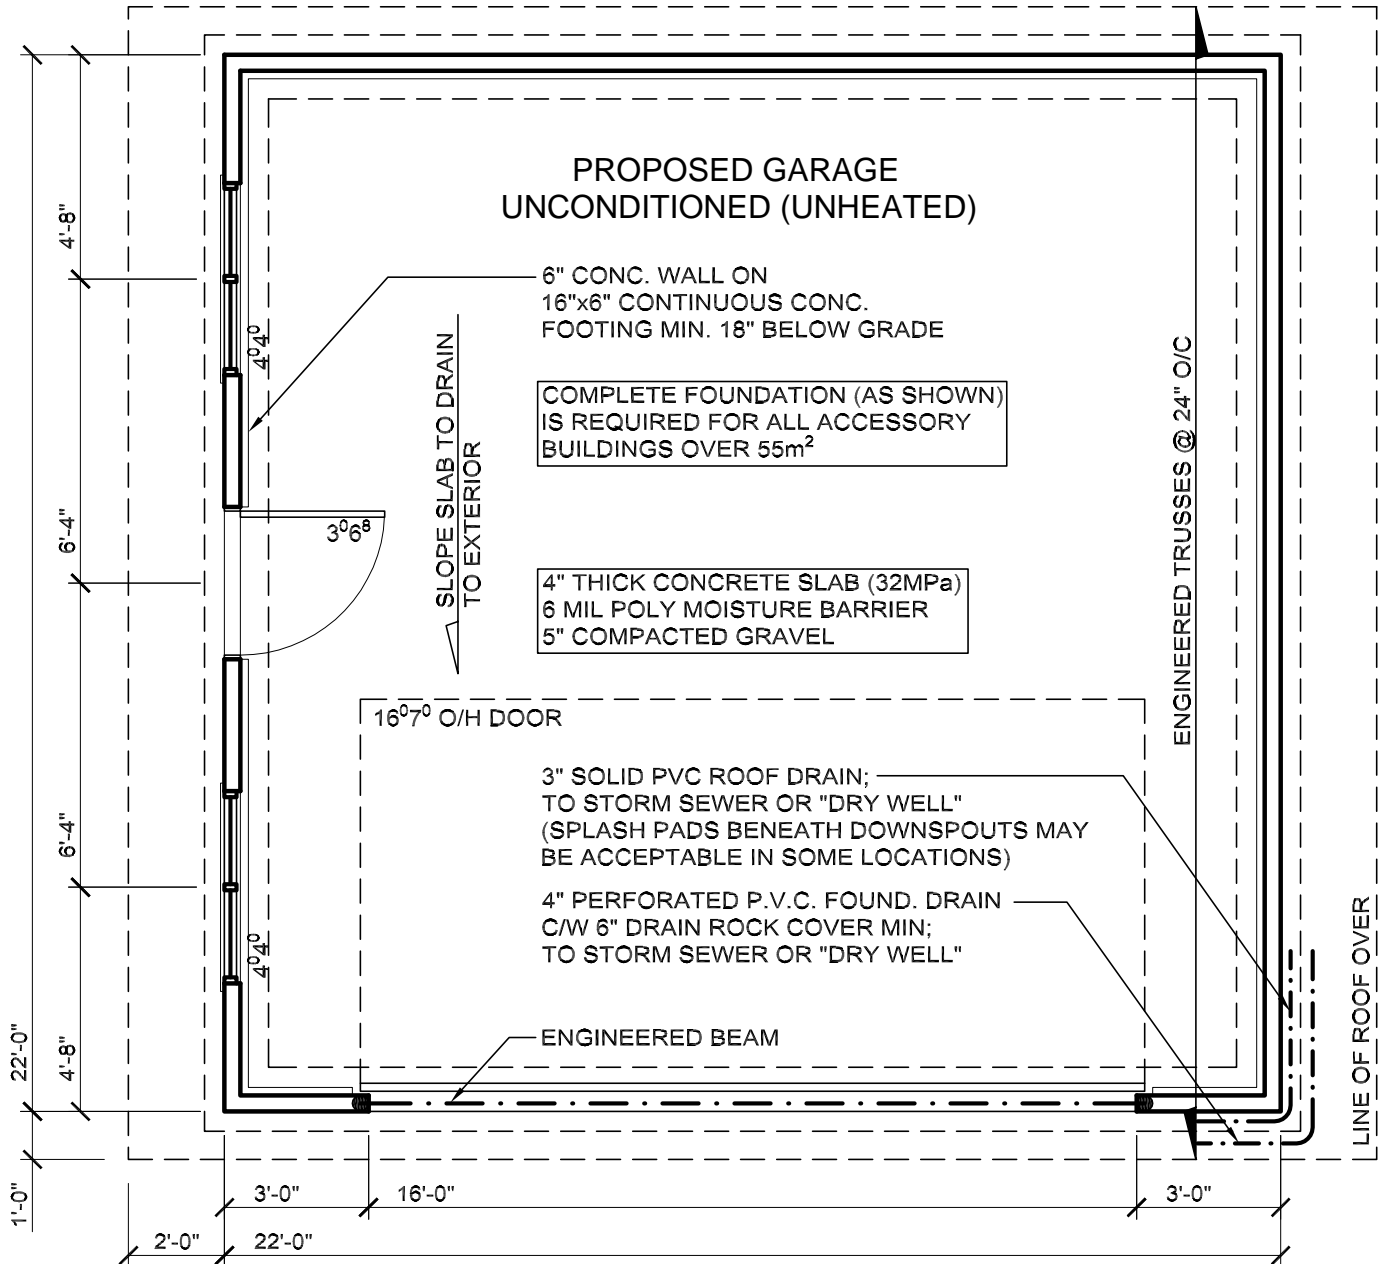 PROPOSED GARAGE
UNCONDITIONED (UNHEATED)
6" CONC. WALL ON
16"x6" CONTINUOUS CONC.
FOOTING MIN. 18" BELOW GRADE
COMPLETE FOUNDATION (AS SHOWN)
IS REQUIRED FOR ALL ACCESSORY
BUILDINGS OVER 55m²
4" THICK CONCRETE SLAB (32MPa)
6 MIL POLY MOISTURE BARRIER
5" COMPACTED GRAVEL
SLOPE SLAB TO DRAIN
TO EXTERIOR
16⁰7⁰ O/H DOOR
3" SOLID PVC ROOF DRAIN;
TO STORM SEWER OR "DRY WELL"
(SPLASH PADS BENEATH DOWNSPOUTS MAY
BE ACCEPTABLE IN SOME LOCATIONS)
4" PERFORATED P.V.C. FOUND. DRAIN
C/W 6" DRAIN ROCK COVER MIN;
TO STORM SEWER OR "DRY WELL"
ENGINEERED BEAM
ENGINEERED TRUSSES @ 24" O/C
LINE OF ROOF OVER
4⁰4⁰
3⁰6⁸
4⁰4⁰
4'-8"
6'-4"
6'-4"
4'-8"
22'-0"
1'-0"
3'-0"
16'-0"
3'-0"
2'-0"
22'-0"